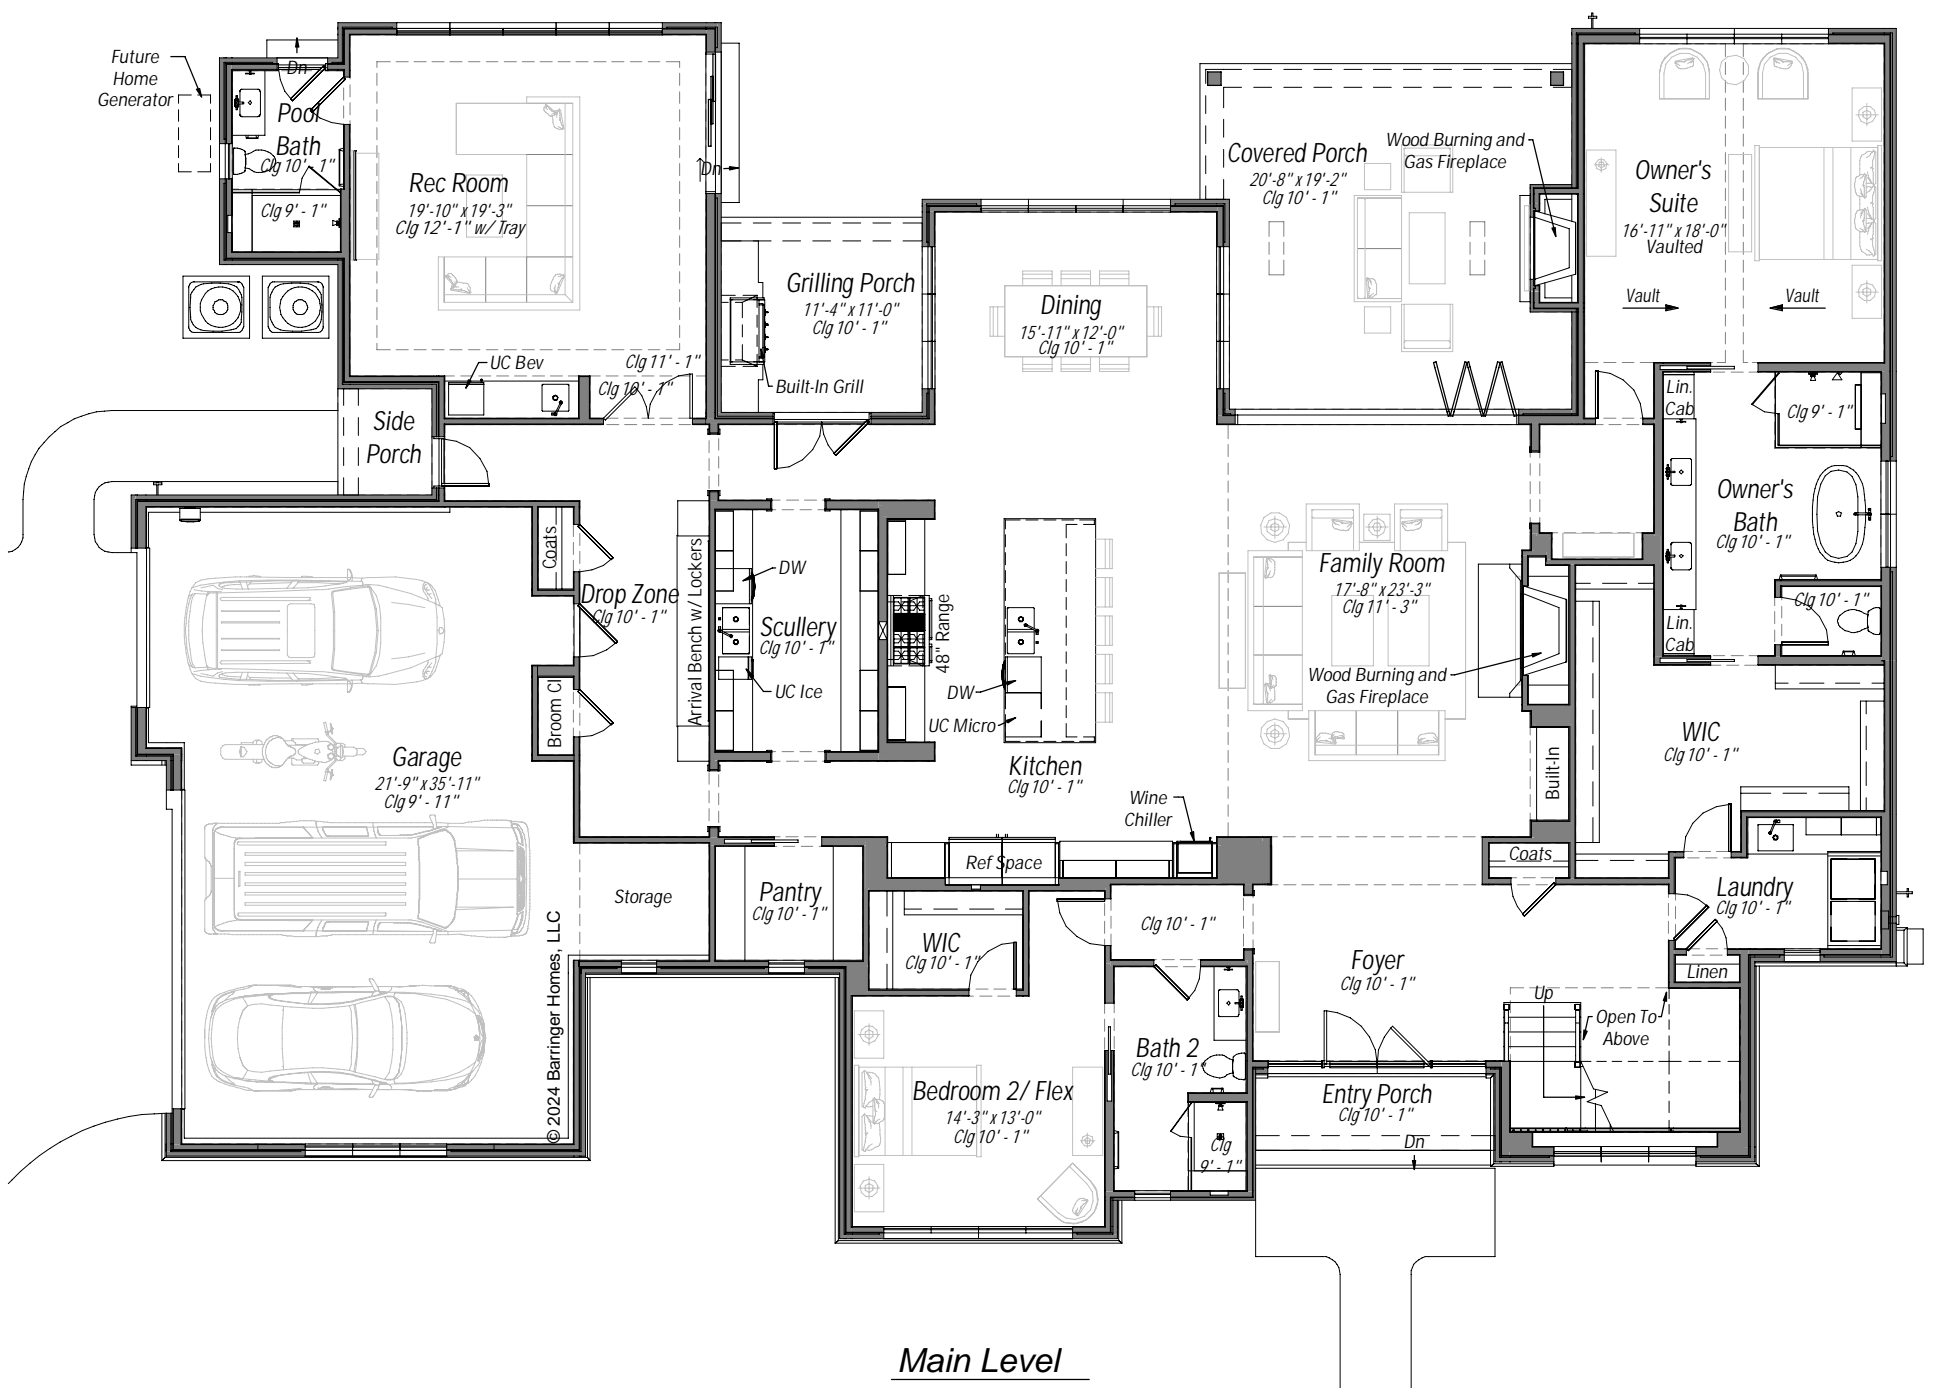 Future
Home
Generator
Dn
Pool
Bath
Clg 10' - 1"
Clg 9' - 1"
Rec Room
19'-10" x 19'-3"
Clg 12'-1" w/ Tray
Dn
UC Bev
Clg 11' - 1"
Clg 10' - 1"
Grilling Porch
11'-4" x 11'-0"
Clg 10' - 1"
Built-In Grill
Dining
15'-11" x 12'-0"
Clg 10' - 1"
Covered Porch
20'-8" x 19'-2"
Clg 10' - 1"
Wood Burning and
Gas Fireplace
Owner's
Suite
16'-11" x 18'-0"
Vaulted
Vault
Vault
Side
Porch
Lin.
Cab
Clg 9' - 1"
Owner's
Bath
Clg 10' - 1"
Clg 10' - 1"
Lin.
Cab
Coats
Drop Zone
Clg 10' - 1"
Arrival Bench w/ Lockers
DW
Scullery
Clg 10' - 1"
UC Ice
48" Range
DW
UC Micro
Kitchen
Clg 10' - 1"
Family Room
17'-8" x 23'-3"
Clg 11' - 3"
Wood Burning and
Gas Fireplace
Broom Cl
Garage
21'-9" x 35'-11"
Clg 9' - 11"
WIC
Clg 10' - 1"
Built-In
Wine
Chiller
Ref Space
Coats
Storage
Pantry
Clg 10' - 1"
WIC
Clg 10' - 1"
Clg 10' - 1"
Laundry
Clg 10' - 1"
Linen
Foyer
Clg 10' - 1"
Up
Open To
Above
© 2024 Barringer Homes, LLC
Bath 2
Clg 10' - 1"
Bedroom 2/ Flex
14'-3" x 13'-0"
Clg 10' - 1"
Clg
9' - 1"
Entry Porch
Clg 10' - 1"
Dn
Main Level